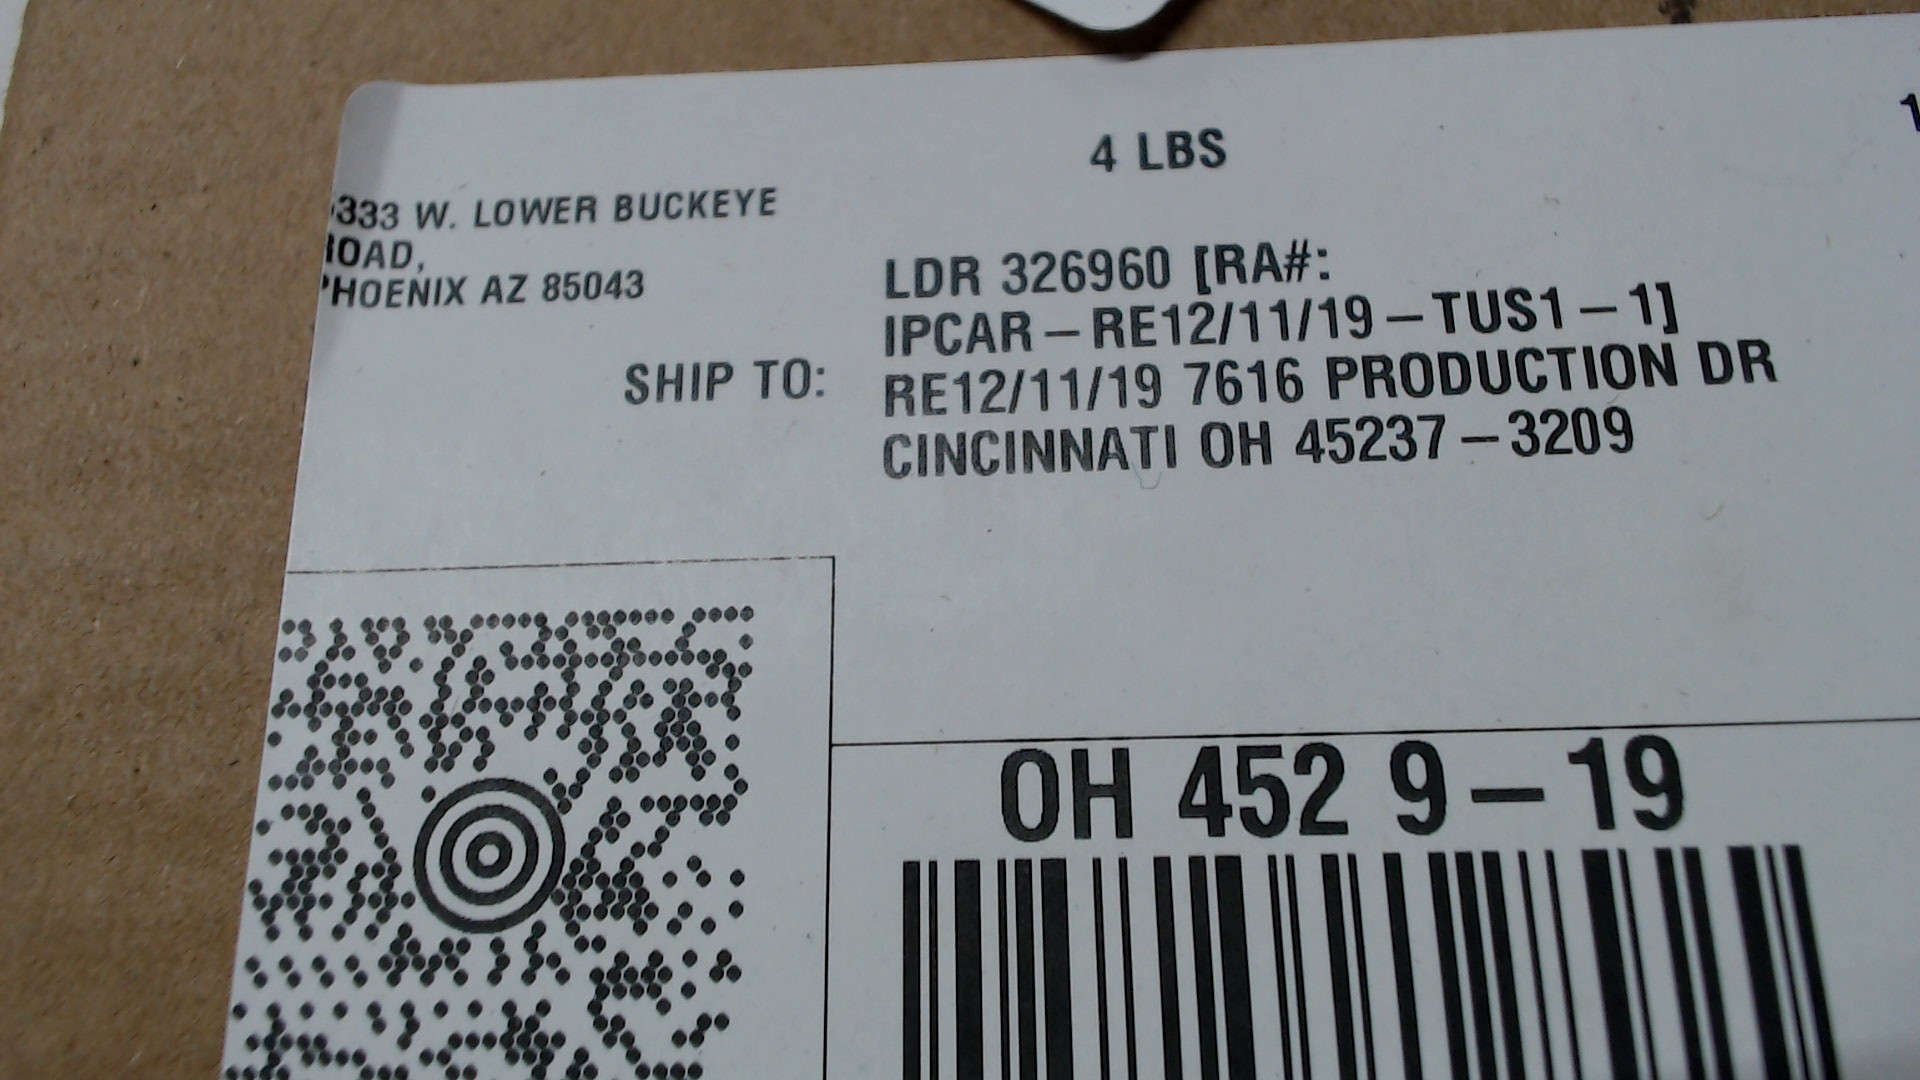 4 LBS
333 W. LOWER BUCKEYE
ROAD,
PHOENIX AZ 85043
SHIP TO:
LDR 326960 [RA#:
IPCAR–RE12/11/19–TUS1–1]
RE12/11/19 7616 PRODUCTION DR
CINCINNATI OH 45237–3209
OH 452 9–19